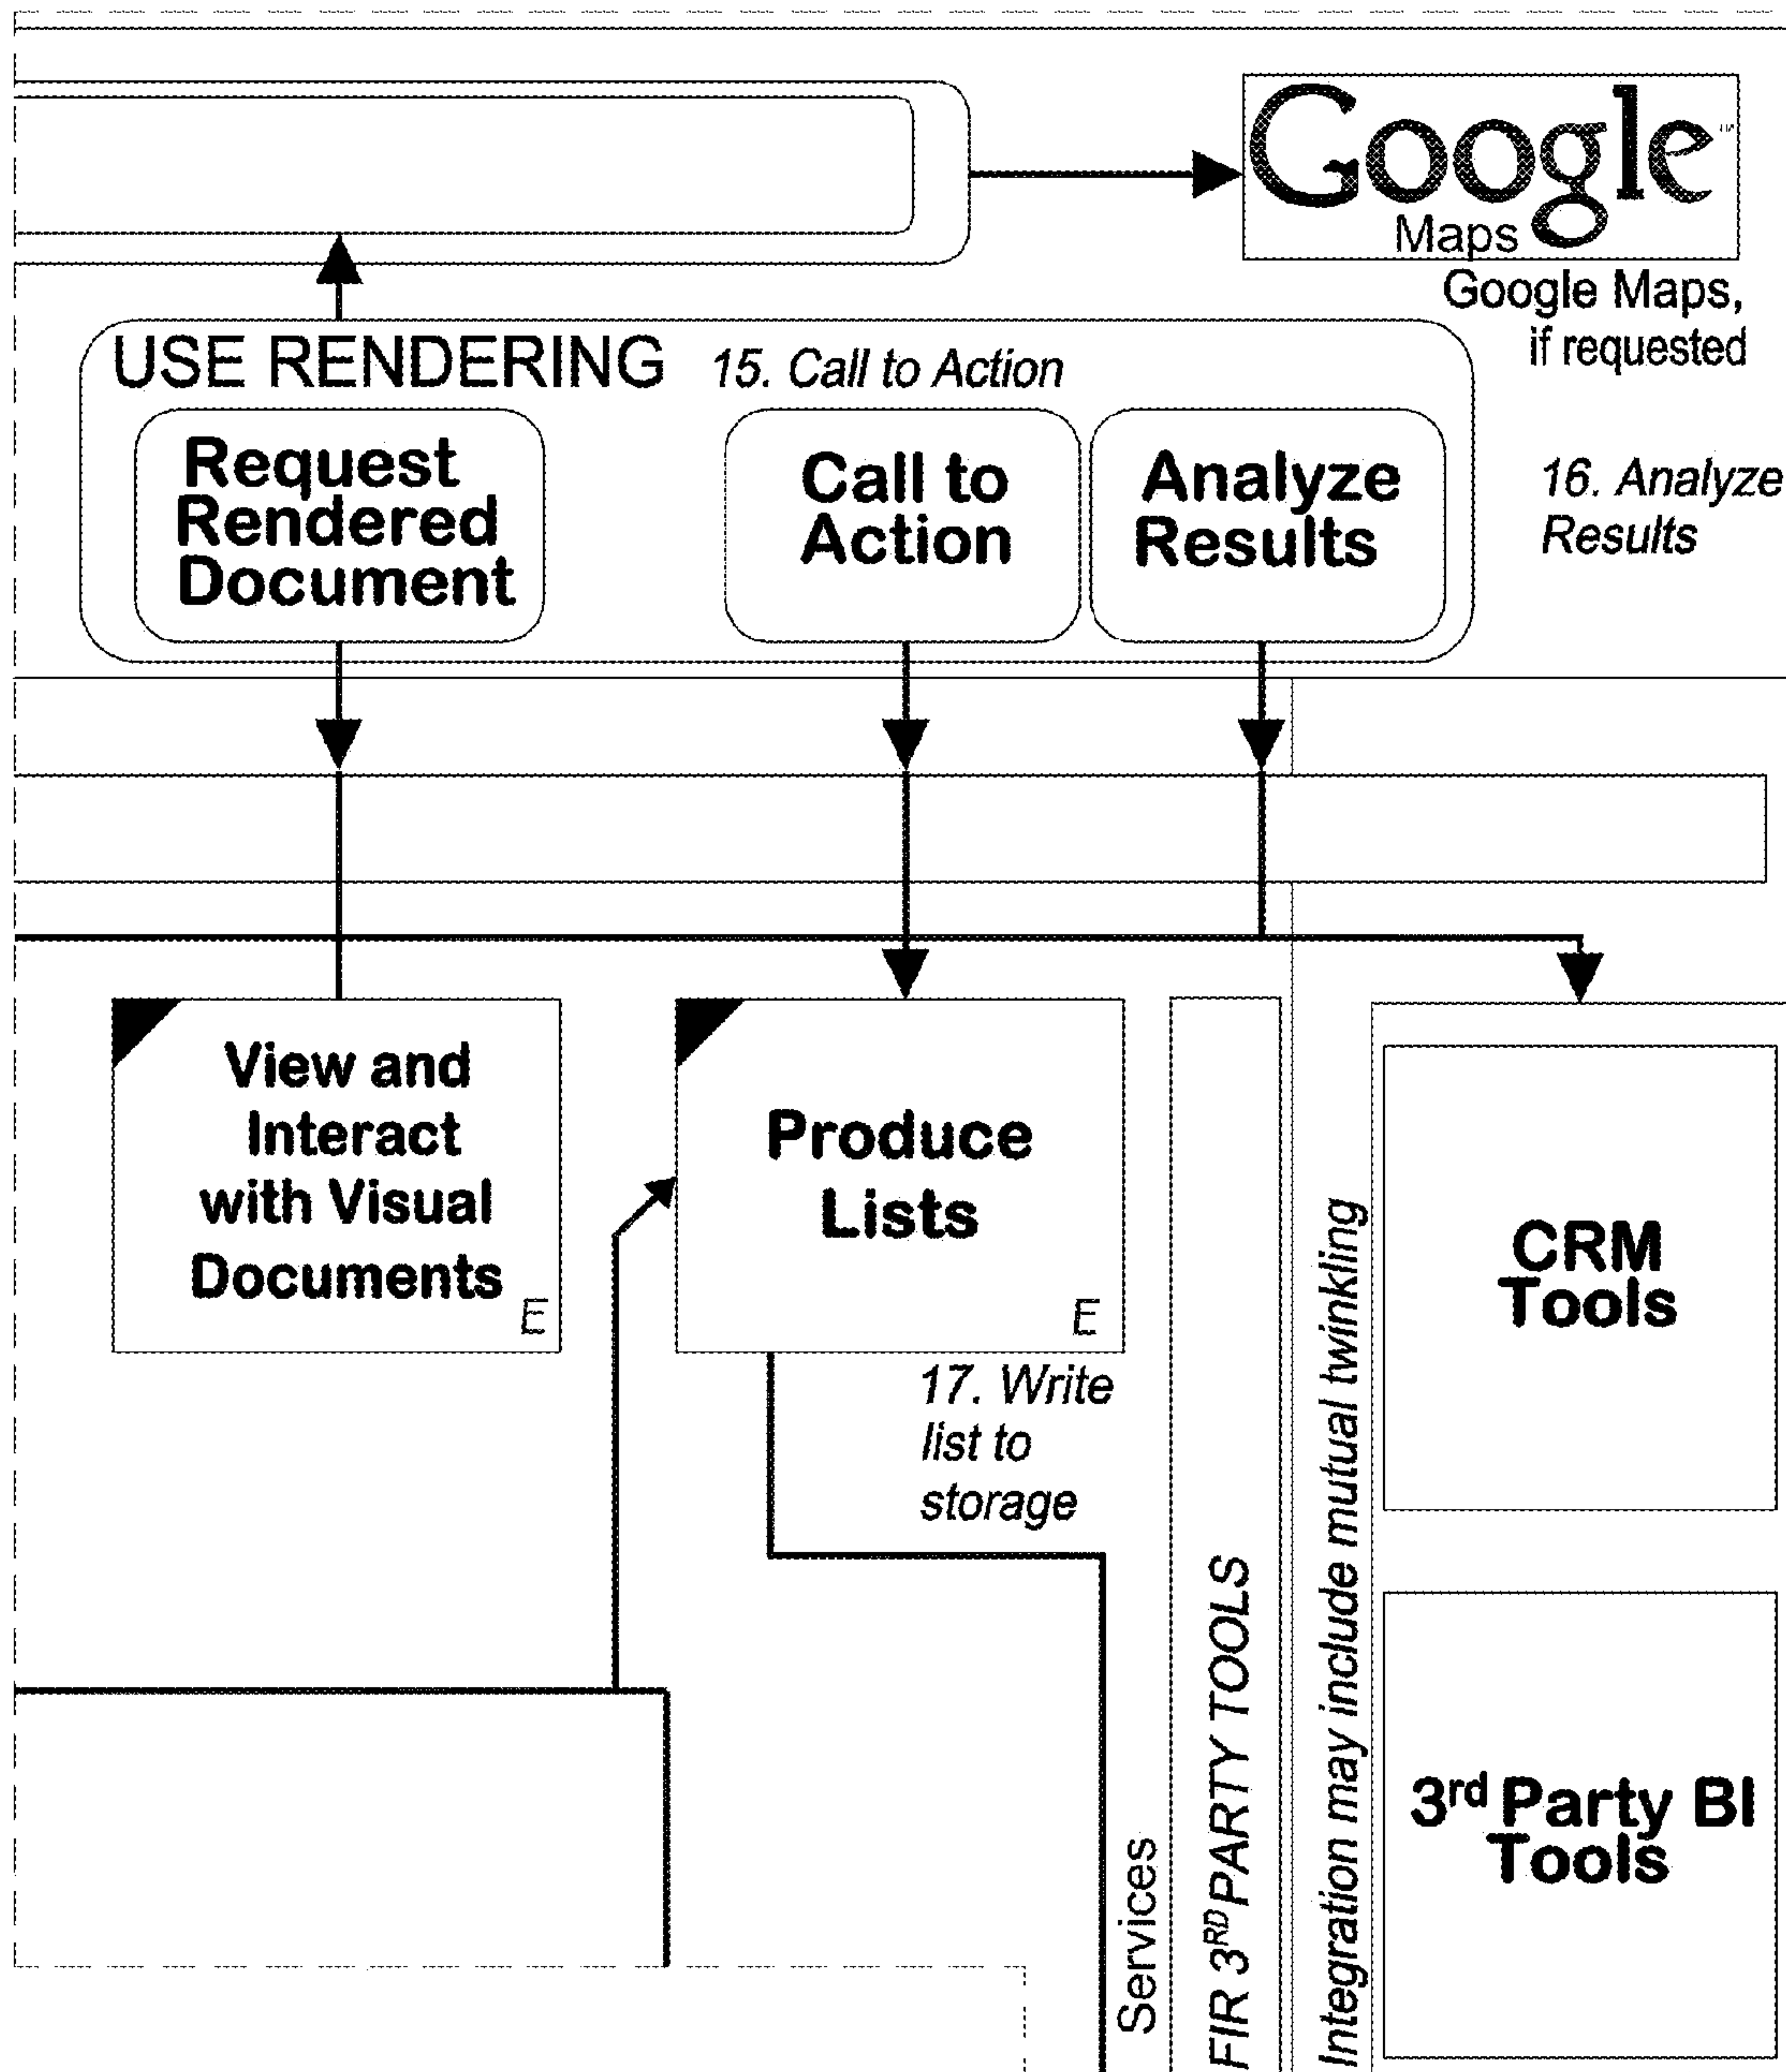 Google™
Maps
Google Maps,
if requested
USE RENDERING
15. Call to Action
Request
Rendered
Document
Call to
Action
Analyze
Results
16. Analyze
Results
View and
Interact
with Visual
Documents
E
Produce
Lists
E
17. Write
list to
storage
Services
FIR 3RD PARTY TOOLS
Integration may include mutual twinkling
CRM
Tools
3rd Party BI
Tools